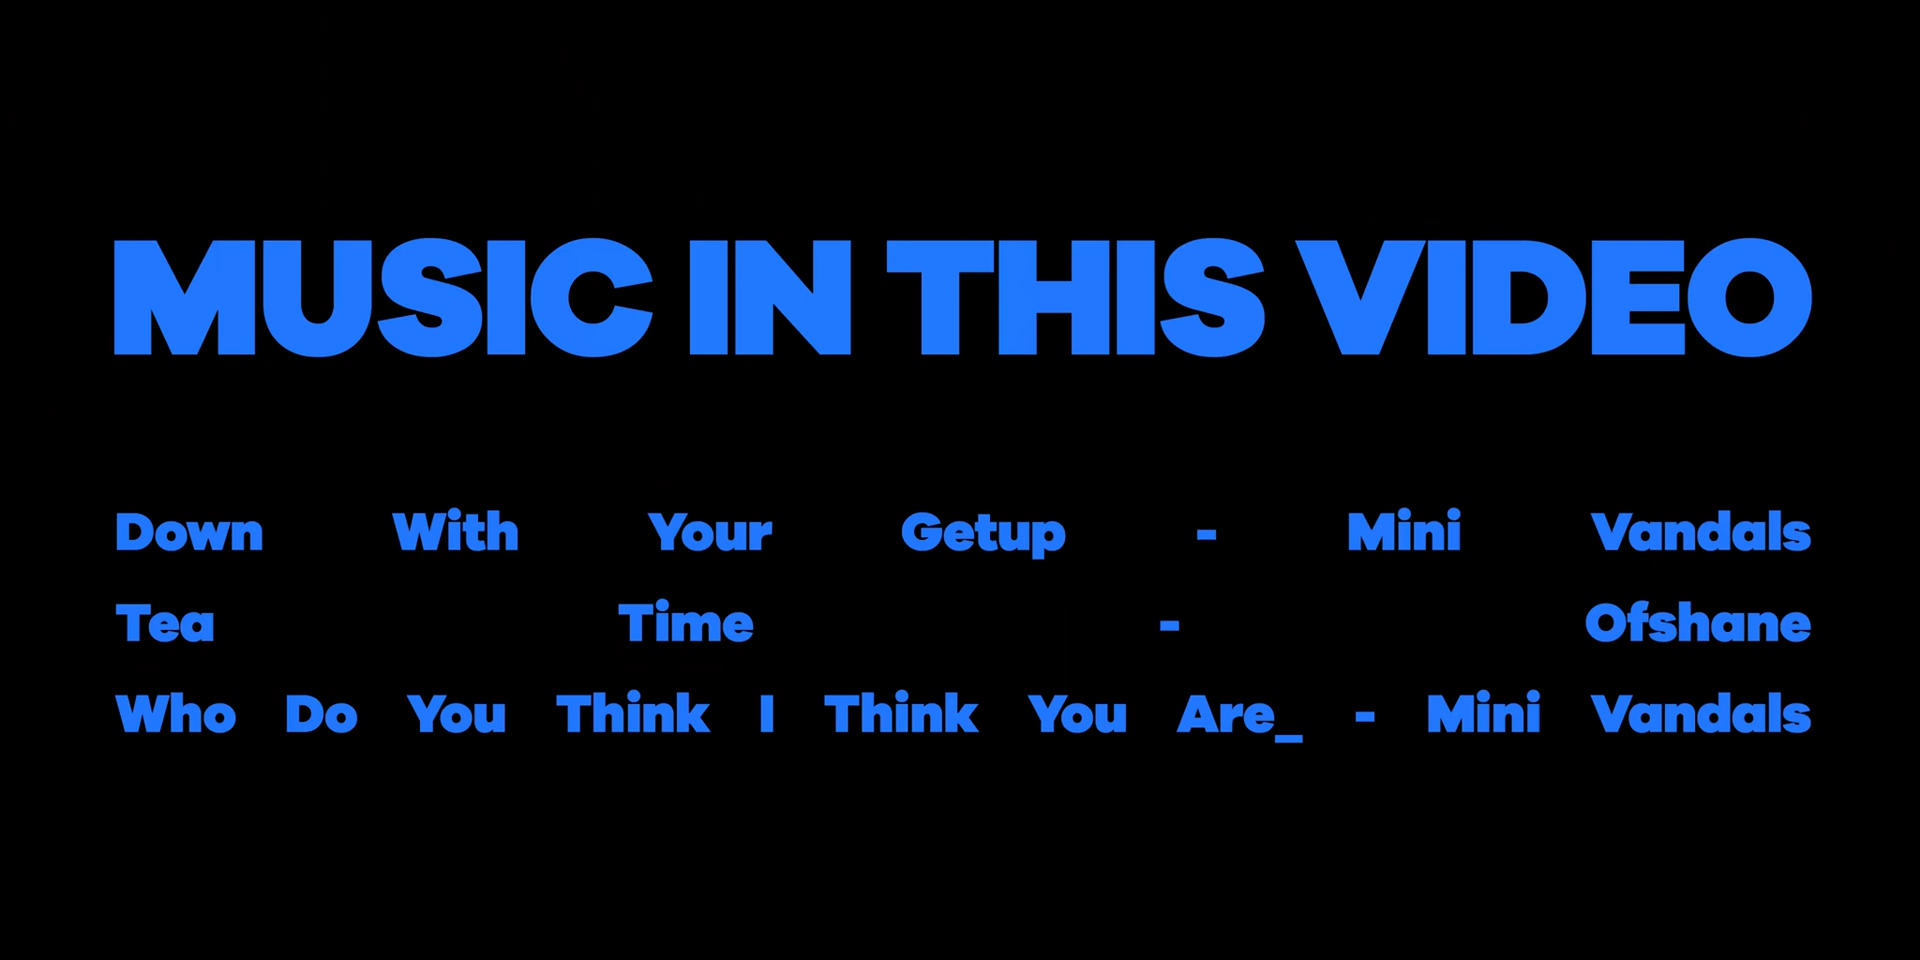 MUSIC IN THIS VIDEO
Down With Your Getup - Mini Vandals
Tea Time - Ofshane
Who Do You Think I Think You Are_ - Mini Vandals